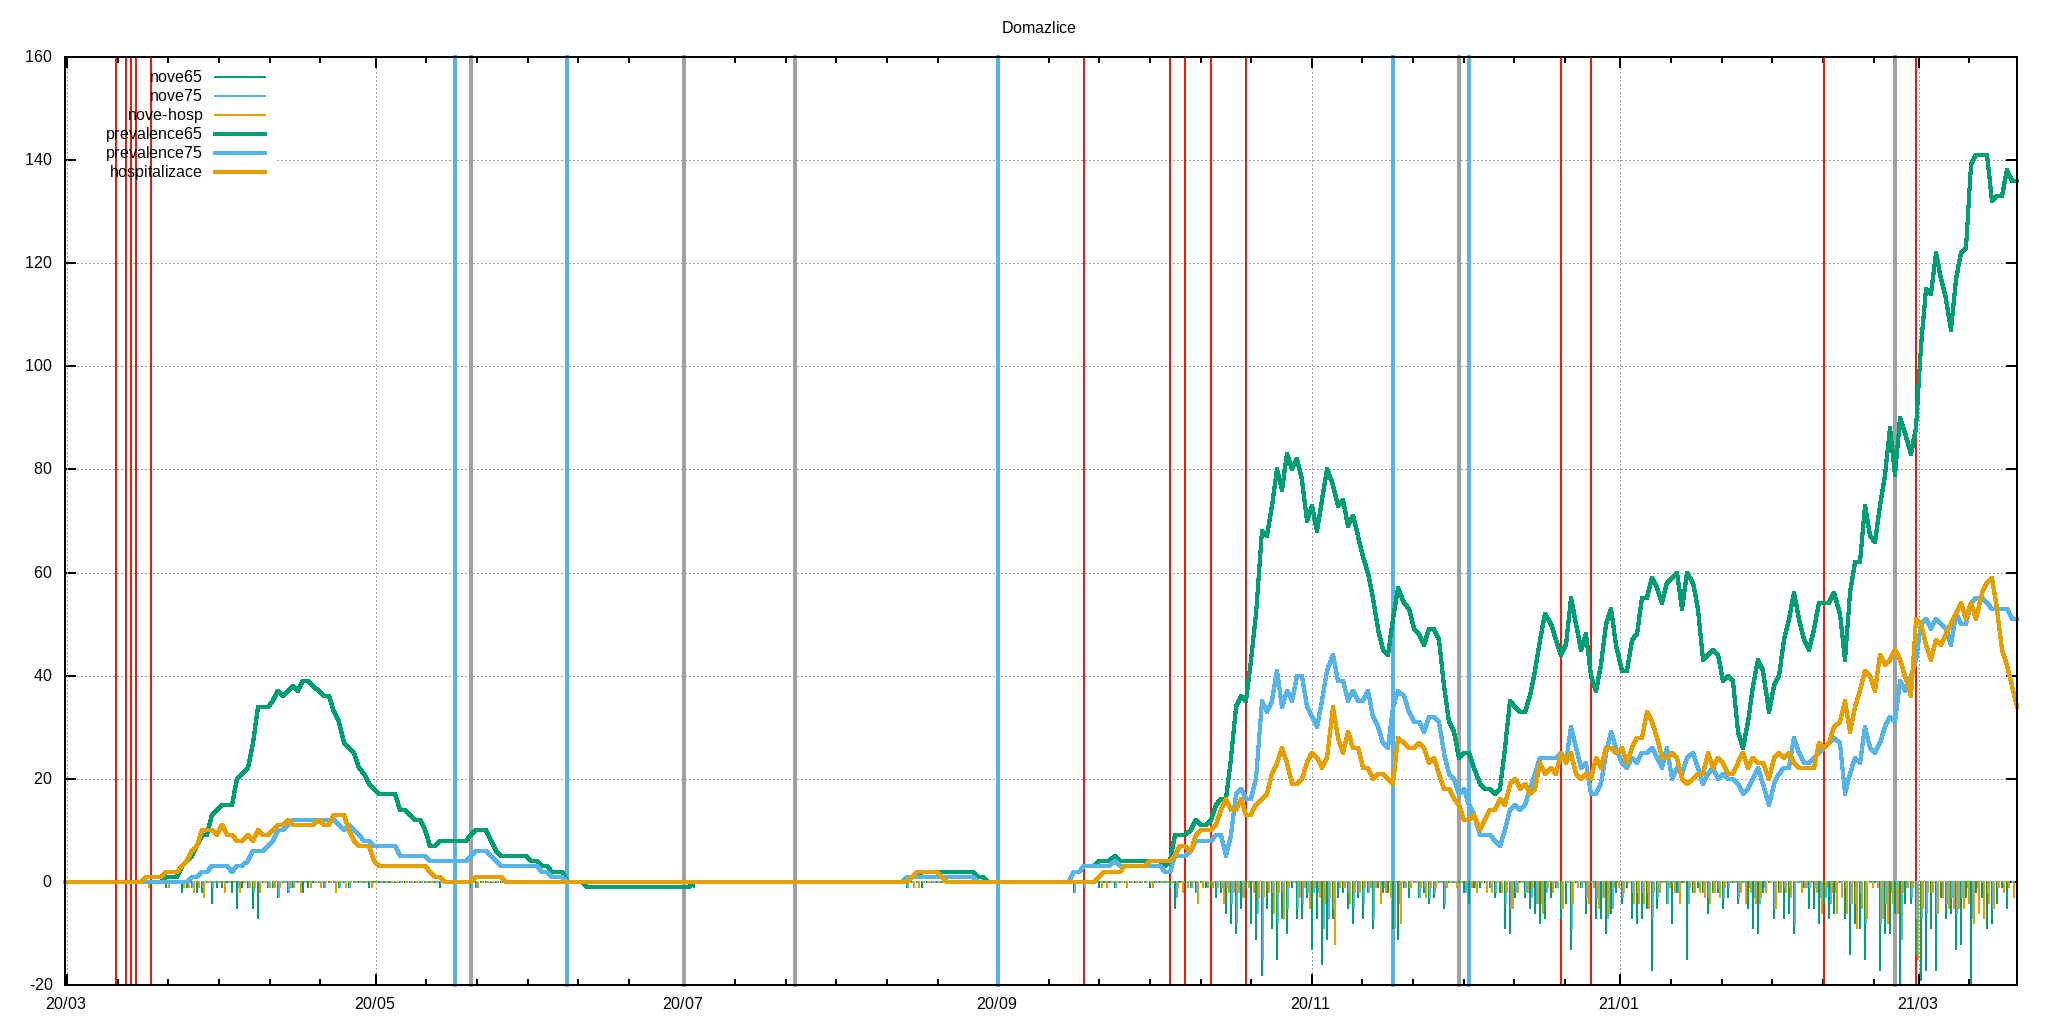 Domazlice
160
140
120
100
80
60
40
20
0
-20
nove65
nove75
nove-hosp
prevalence65
prevalence75
hospitalizace
20/03 20/05 20/07 20/09 20/11 21/01 21/03